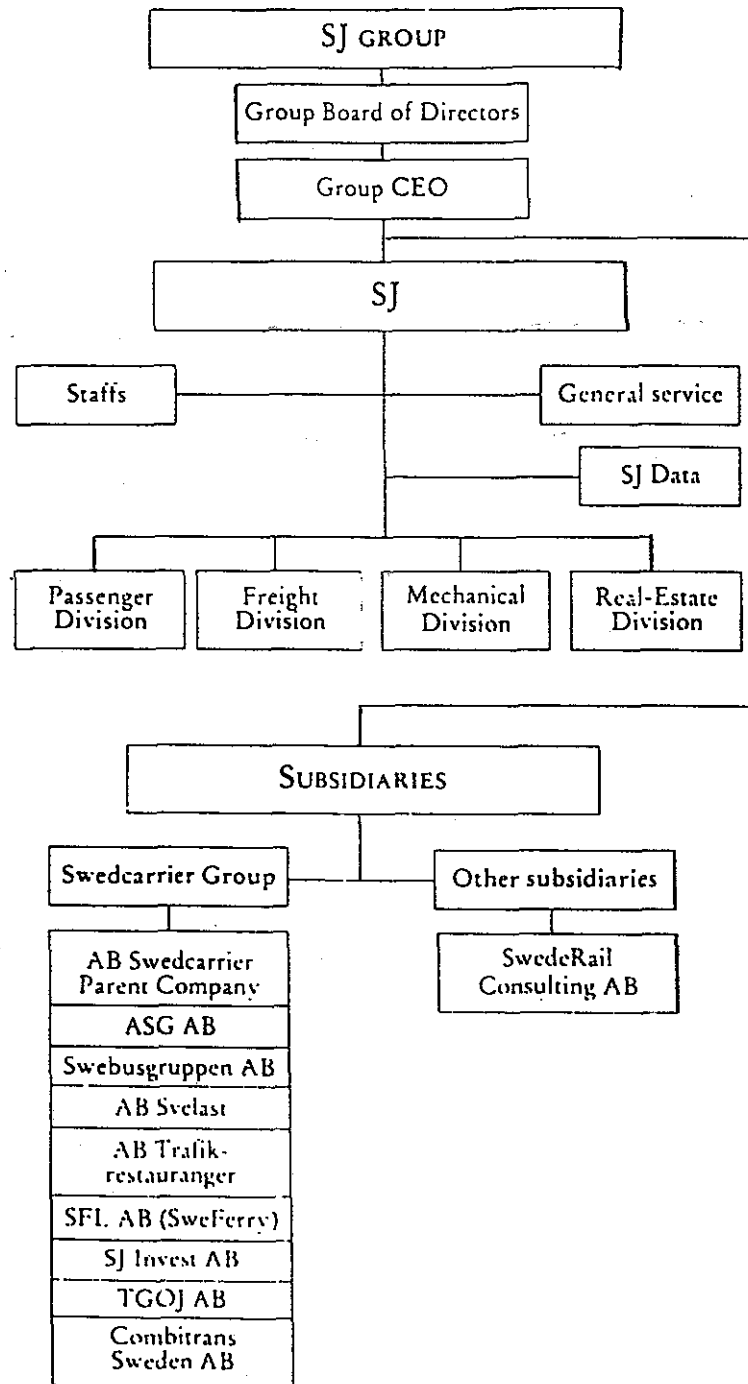 SJ GROUP
Group Board of Directors
Group CEO
SJ
Staffs
General service
SJ Data
Passenger
Division
Freight
Division
Mechanical
Division
Real-Estate
Division
SUBSIDIARIES
Swedcarrier Group
Other subsidiaries
AB Swedcarrier
Parent Company
SwedeRail
Consulting AB
ASG AB
Swebusgruppen AB
AB Svelast
AB Trafik-
restauranger
SFL AB (SweFerry)
SJ Invest AB
TGOJ AB
Combitrans
Sweden AB